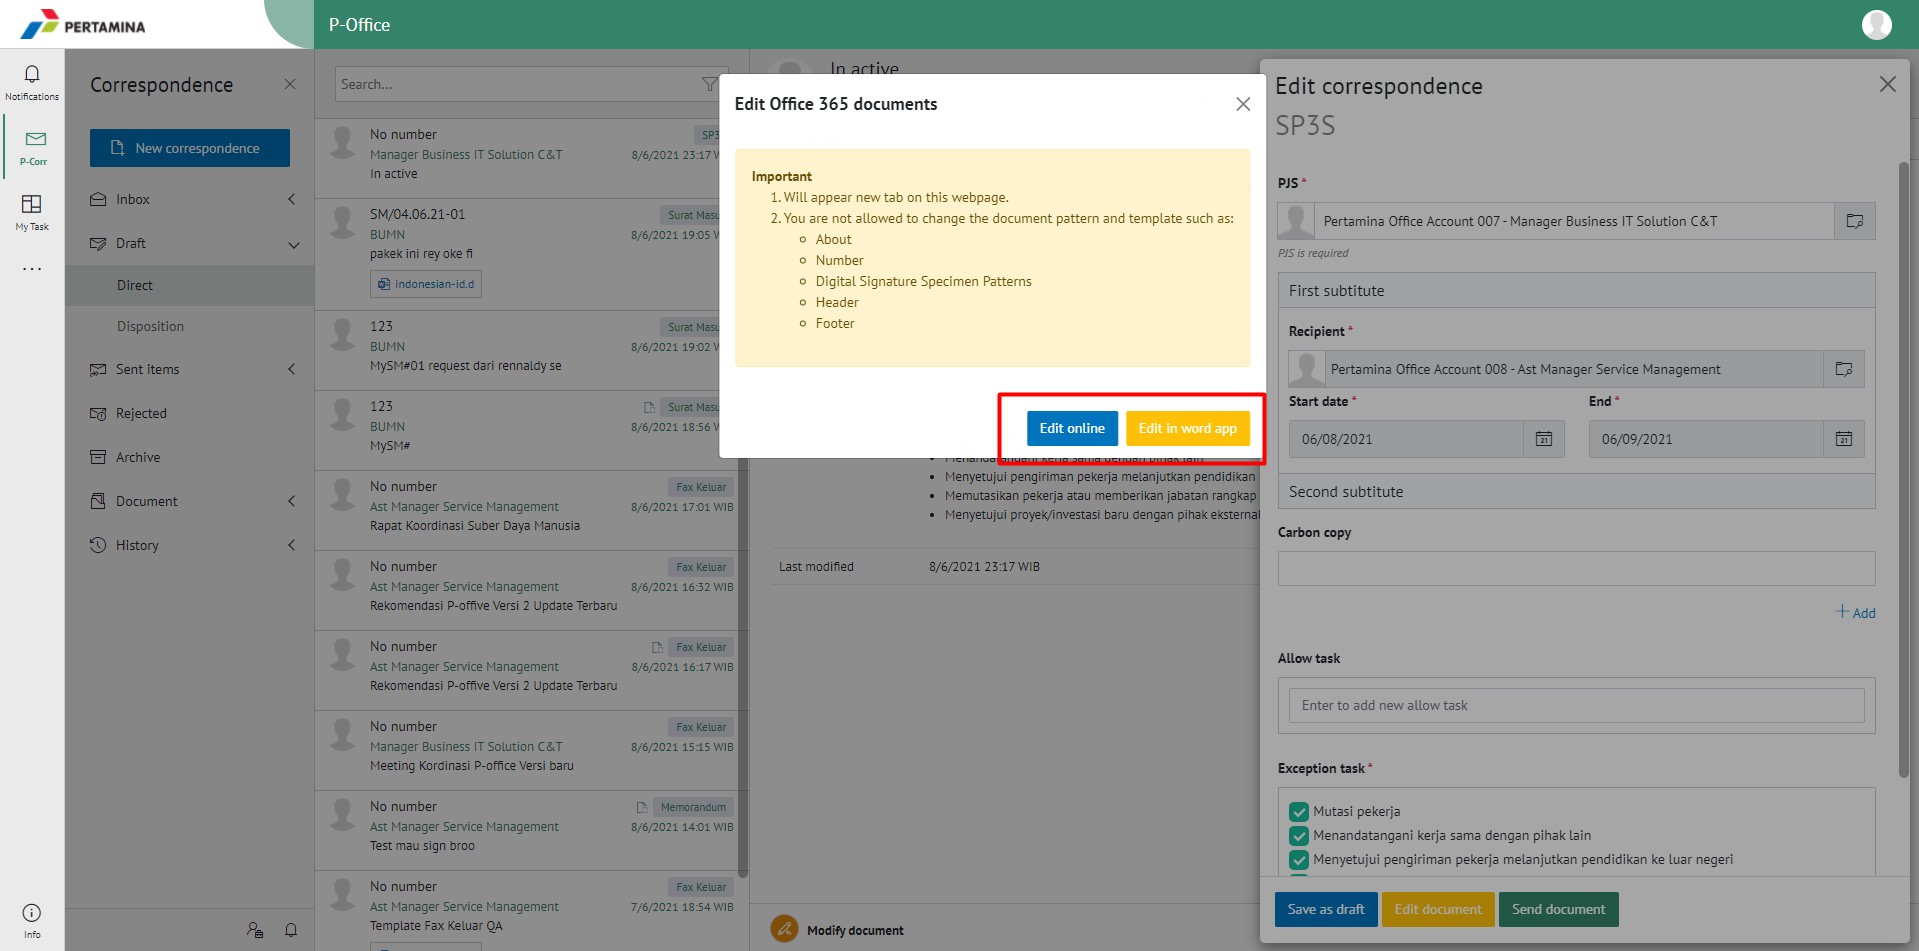 PERTAMINA
P-Office
Notifications
P-Corr
My Task
Info
Correspondence
New correspondence
Inbox
Draft
Direct
Disposition
Sent items
Rejected
Archive
Document
History
Search...
No number
SP3
Manager Business IT Solution C&T
8/6/2021 23:17 W
In active
SM/04.06.21-01
Surat Masu
BUMN
8/6/2021 19:05 W
pakek ini rey oke fi
indonesian-id.d
123
Surat Masu
BUMN
8/6/2021 19:02 W
MySM#01 request dari rennaldy se
123
Surat Masu
BUMN
8/6/2021 18:56 W
MySM#
No number
Fax Keluar
Ast Manager Service Management
8/6/2021 17:01 WIB
Rapat Koordinasi Suber Daya Manusia
No number
Fax Keluar
Ast Manager Service Management
8/6/2021 16:32 WIB
Rekomendasi P-offive Versi 2 Update Terbaru
No number
Fax Keluar
Ast Manager Service Management
8/6/2021 16:17 WIB
Rekomendasi P-offive Versi 2 Update Terbaru
No number
Fax Keluar
Manager Business IT Solution C&T
8/6/2021 15:15 WIB
Meeting Kordinasi P-office Versi baru
No number
Memorandum
Ast Manager Service Management
8/6/2021 14:01 WIB
Test mau sign broo
No number
Fax Keluar
Ast Manager Service Management
7/6/2021 18:54 WIB
Template Fax Keluar QA
In active
Edit Office 365 documents
Important
1. Will appear new tab on this webpage.
2. You are not allowed to change the document pattern and template such as:
About
Number
Digital Signature Specimen Patterns
Header
Footer
Edit online
Edit in word app
Menandatangani kerja sama dengan pihak lain
Menyetujui pengiriman pekerja melanjutkan pendidikan
Memutasikan pekerja atau memberikan jabatan rangkap
Menyetujui proyek/investasi baru dengan pihak eksternal
Last modified
8/6/2021 23:17 WIB
Modify document
Edit correspondence
SP3S
PJS *
Pertamina Office Account 007 - Manager Business IT Solution C&T
PJS is required
First subtitute
Recipient *
Pertamina Office Account 008 - Ast Manager Service Management
Start date *
End *
06/08/2021
21
06/09/2021
21
Second subtitute
Carbon copy
+ Add
Allow task
Enter to add new allow task
Exception task *
Mutasi pekerja
Menandatangani kerja sama dengan pihak lain
Menyetujui pengiriman pekerja melanjutkan pendidikan ke luar negeri
Save as draft
Edit document
Send document